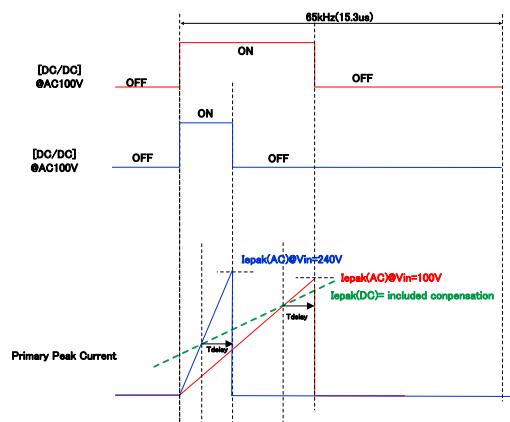 65kHz(15.3us)
ON
[DC/DC]
@AC100V
OFF
OFF
ON
[DC/DC]
@AC100V
OFF
OFF
Iepak(AC)@Vin=240V
Iepak(AC)@Vin=100V
Iepak(DC)= included conpensation
Tdelay
Tdelay
Primary Peak Current